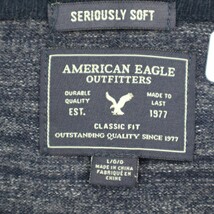 SERIOUSLY SOFT
AMERICAN EAGLE
OUTFITTERS
DURABLE QUALITY
MADE TO LAST
EST. 1977
CLASSIC FIT
OUTSTANDING QUALITY SINCE 1977
L/G/G
MADE IN CHINA
FABRIQUÉ EN
CHINE